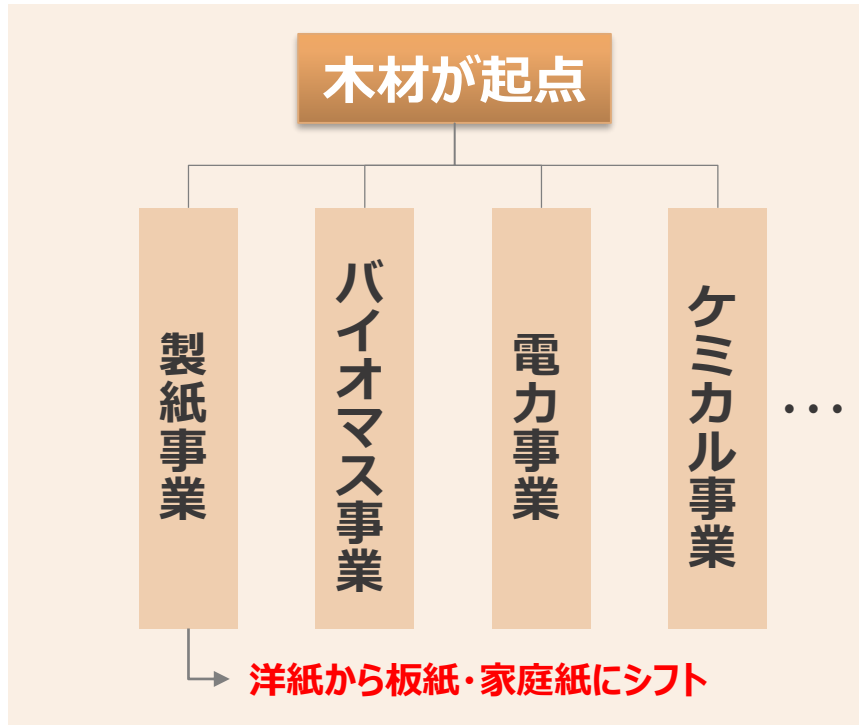 木材が起点
製紙事業
バイオマス事業
電力事業
ケミカル事業
・・・
洋紙から板紙・家庭紙にシフト